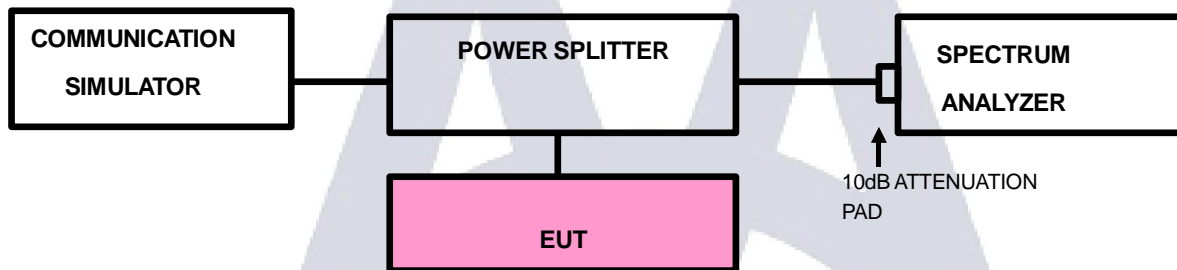 COMMUNICATION
SIMULATOR
POWER SPLITTER
SPECTRUM
ANALYZER
10dB ATTENUATION
PAD
EUT